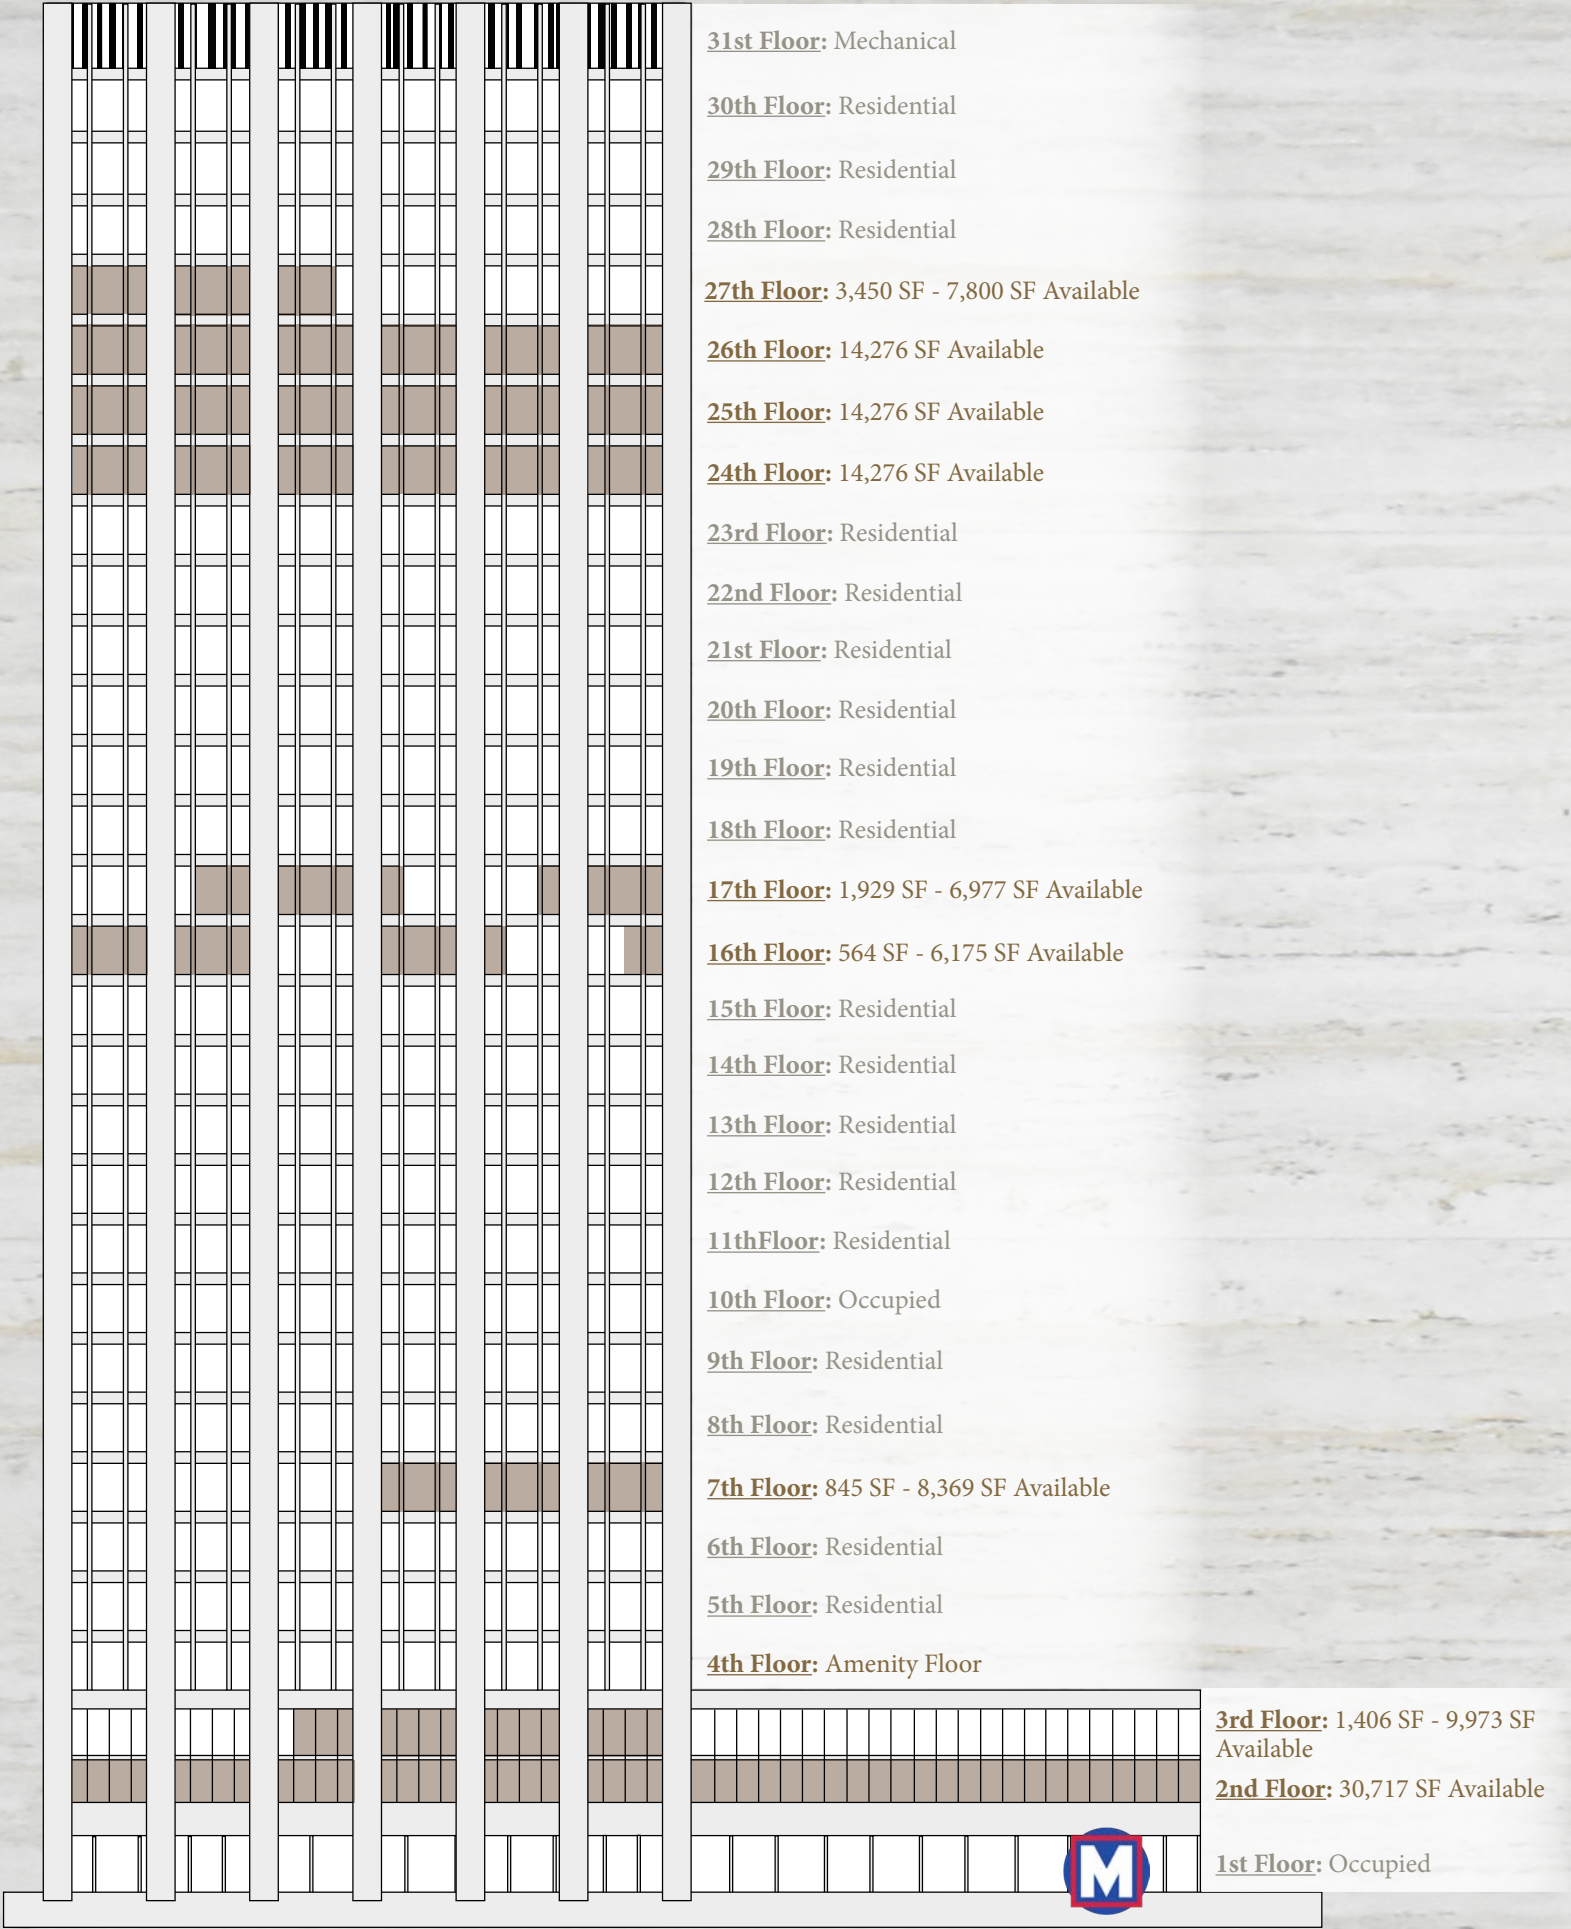 31st Floor: Mechanical
30th Floor: Residential
29th Floor: Residential
28th Floor: Residential
27th Floor: 3,450 SF - 7,800 SF Available
26th Floor: 14,276 SF Available
25th Floor: 14,276 SF Available
24th Floor: 14,276 SF Available
23rd Floor: Residential
22nd Floor: Residential
21st Floor: Residential
20th Floor: Residential
19th Floor: Residential
18th Floor: Residential
17th Floor: 1,929 SF - 6,977 SF Available
16th Floor: 564 SF - 6,175 SF Available
15th Floor: Residential
14th Floor: Residential
13th Floor: Residential
12th Floor: Residential
11thFloor: Residential
10th Floor: Occupied
9th Floor: Residential
8th Floor: Residential
7th Floor: 845 SF - 8,369 SF Available
6th Floor: Residential
5th Floor: Residential
4th Floor: Amenity Floor
3rd Floor: 1,406 SF - 9,973 SF
Available
2nd Floor: 30,717 SF Available
1st Floor: Occupied
M